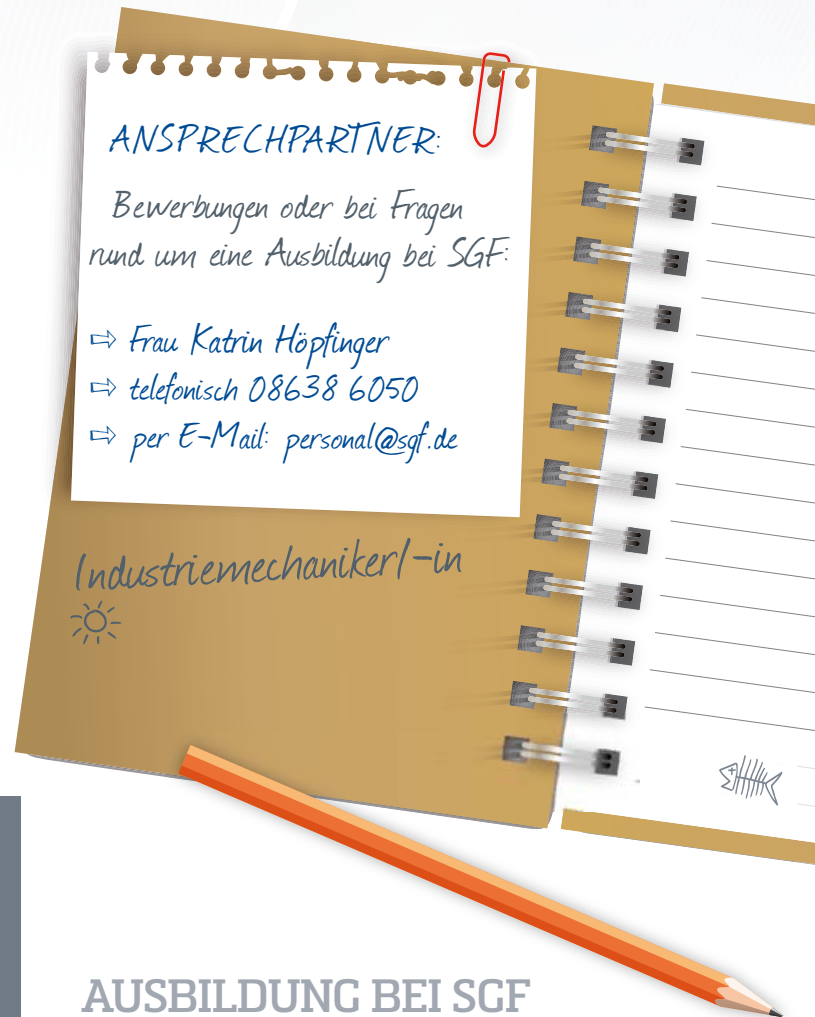 ANSPRECHPARTNER:
Bewerbungen oder bei Fragen
rund um eine Ausbildung bei SGF:
⇨ Frau Katrin Höpfinger
⇨ telefonisch 08638 6050
⇨ per E-Mail: personal@sgf.de
Industriemechaniker/-in
AUSBILDUNG BEI SGF